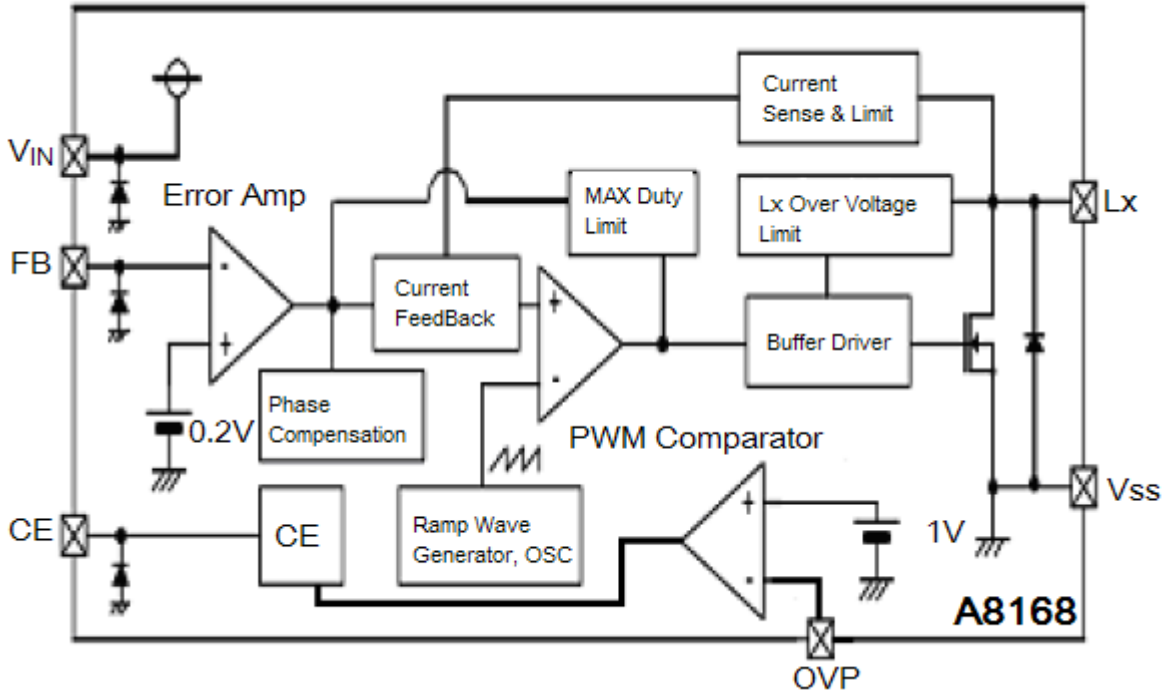 Current
Sense & Limit
VIN
Error Amp
MAX Duty
Limit
Lx Over Voltage
Limit
Lx
FB
-
Current
FeedBack
+
Buffer Driver
+
-
0.2V
Phase
Compensation
PWM Comparator
Vss
CE
CE
Ramp Wave
Generator, OSC
+
1V
-
A8168
OVP